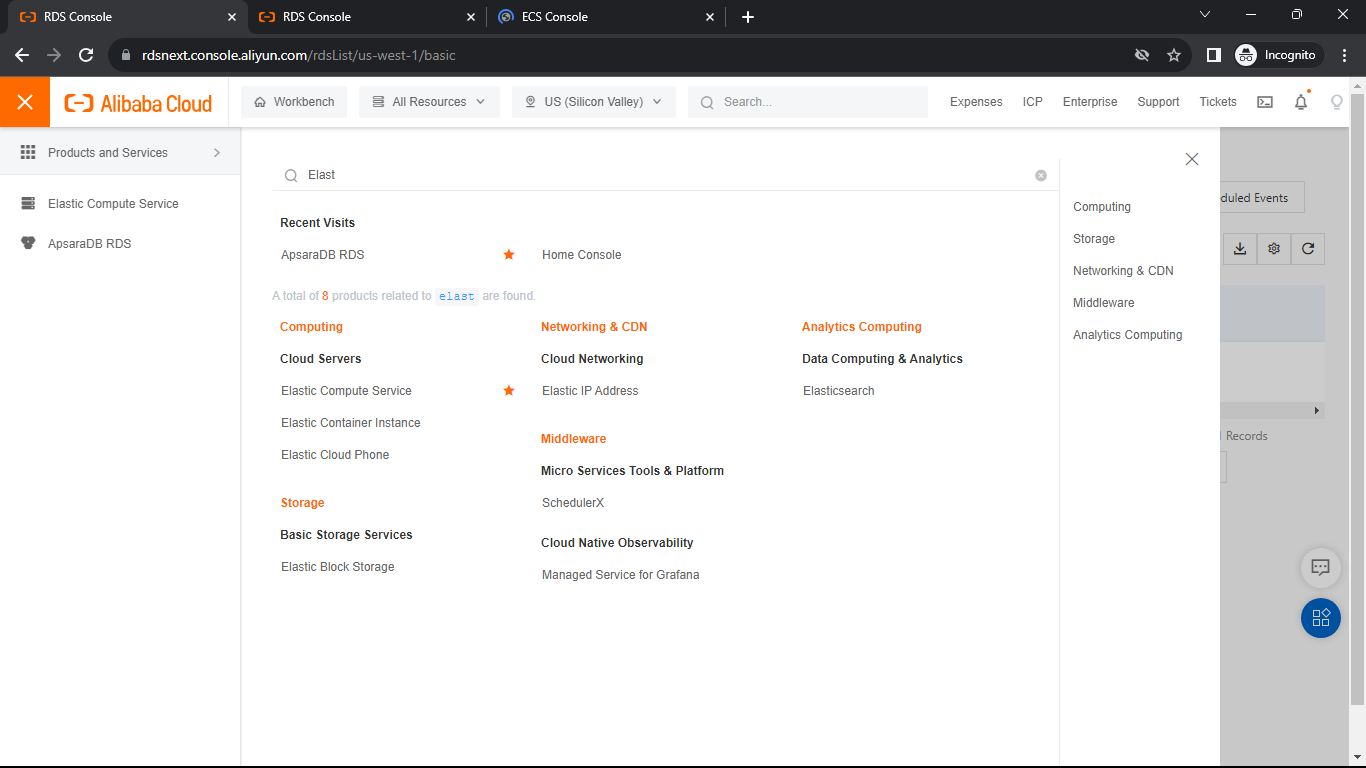 RDS Console
RDS Console
ECS Console
rdsnext.console.aliyun.com/rdsList/us-west-1/basic
Incognito
Alibaba Cloud
Workbench
All Resources
US (Silicon Valley)
Search...
Expenses
ICP
Enterprise
Support
Tickets
Products and Services
Elastic Compute Service
ApsaraDB RDS
Elast
Recent Visits
ApsaraDB RDS
Home Console
A total of 8 products related to elast are found.
Computing
Cloud Servers
Elastic Compute Service
Elastic Container Instance
Elastic Cloud Phone
Storage
Basic Storage Services
Elastic Block Storage
Networking & CDN
Cloud Networking
Elastic IP Address
Middleware
Micro Services Tools & Platform
SchedulerX
Cloud Native Observability
Managed Service for Grafana
Analytics Computing
Data Computing & Analytics
Elasticsearch
Computing
Storage
Networking & CDN
Middleware
Analytics Computing
duled Events
Records